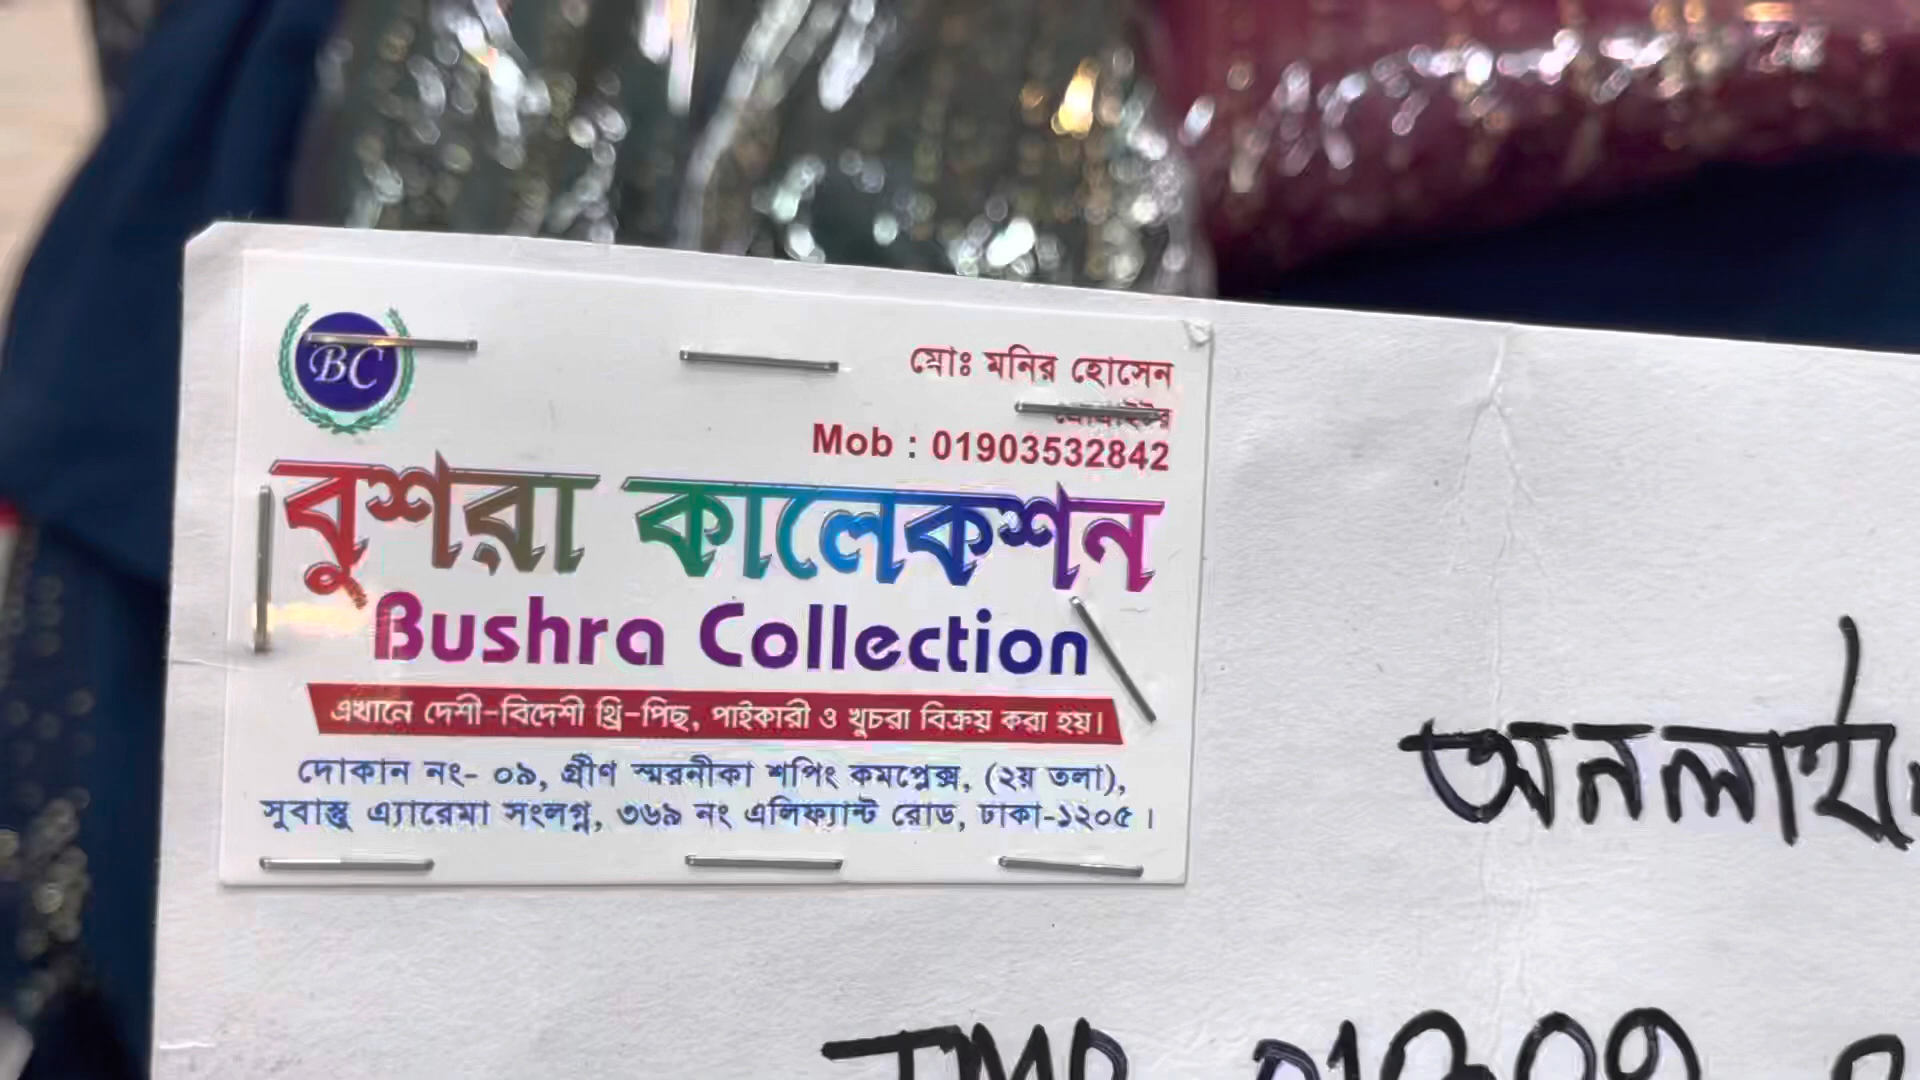 BC
মোঃ মনির হোসেন
Mob : 01903532842
বুশরা কালেকশন
Bushra Collection
এখানে দেশী-বিদেশী থ্রি-পিছ, পাইকারী ও খুচরা বিক্রয় করা হয়।
দোকান নং- ০৯, গ্রীণ স্মরনীকা শপিং কমপ্লেক্স, (২য় তলা),
সুবাস্তু এ্যারেমা সংলগ্ন, ৩৬৯ নং এলিফ্যান্ট রোড, ঢাকা-১২০৫।